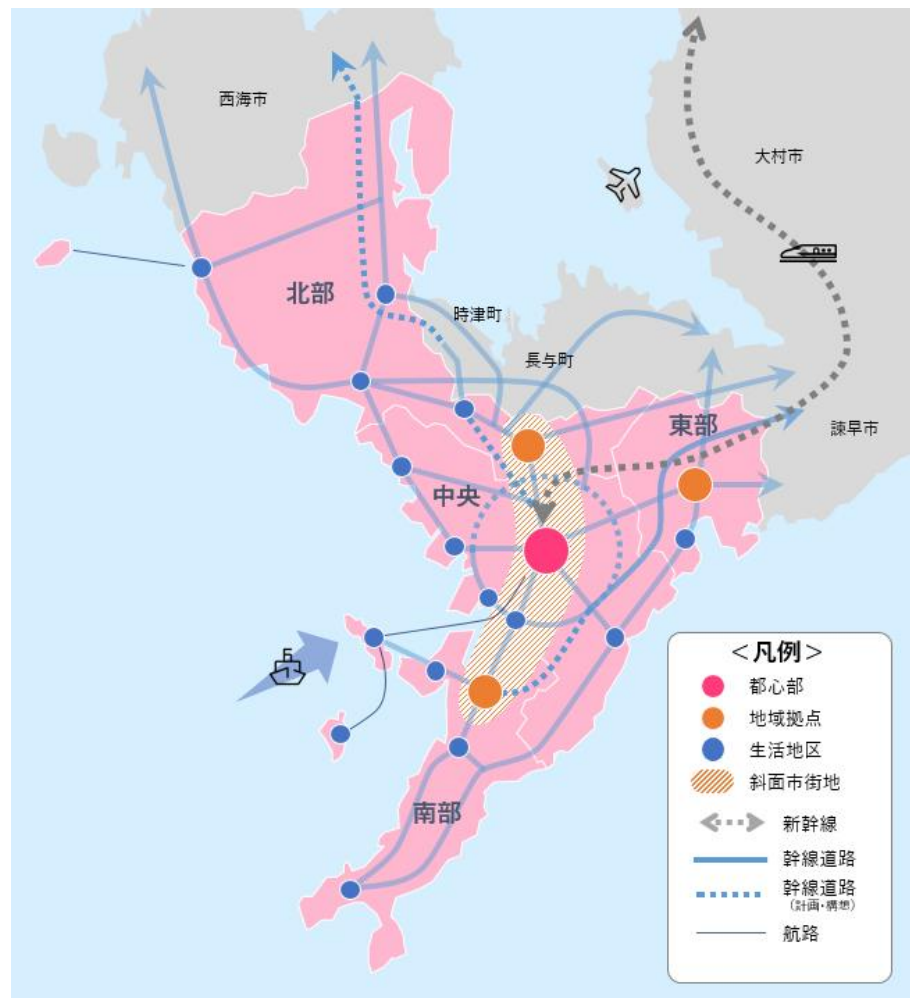 西海市
大村市
北部
時津町
長与町
東部
諫早市
中央
南部
＜凡例＞
都心部
地域拠点
生活地区
斜面市街地
新幹線
幹線道路
幹線道路
(計画・構想)
航路